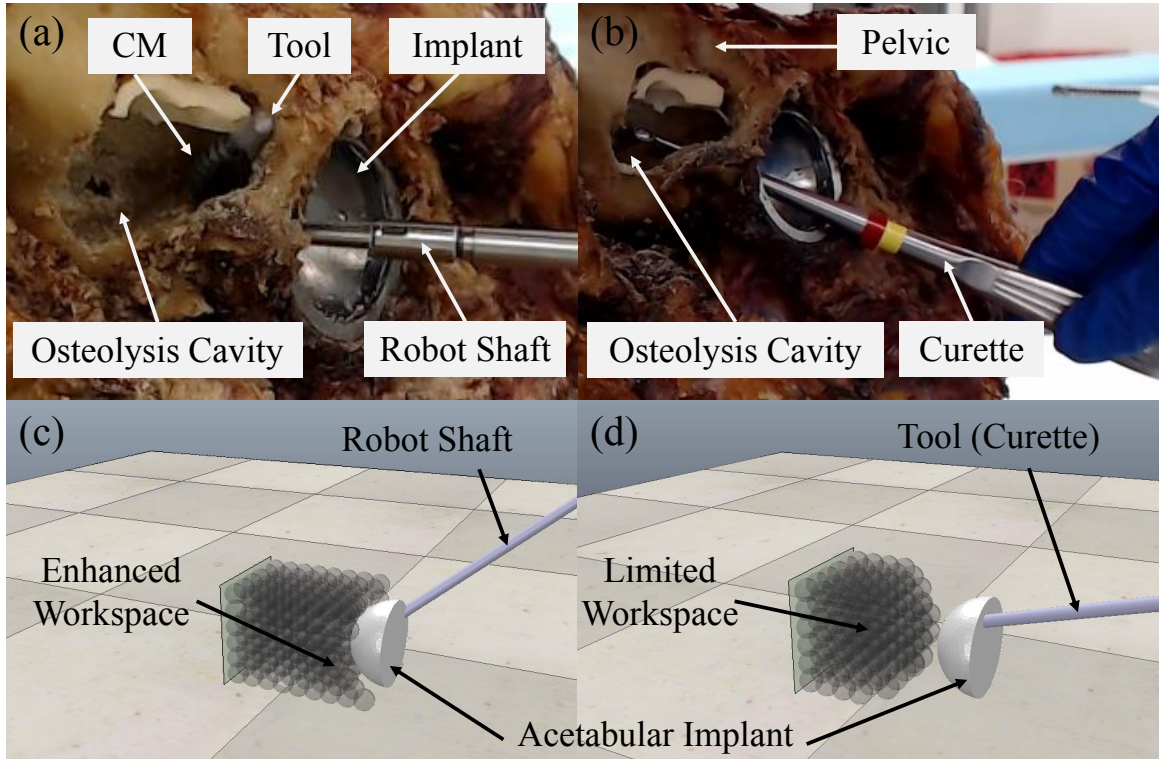 (a)
CM
Tool
Implant
Osteolysis Cavity
Robot Shaft
(b)
Pelvic
Osteolysis Cavity
Curette
(c)
Robot Shaft
Enhanced
Workspace
(d)
Tool (Curette)
Limited
Workspace
Acetabular Implant